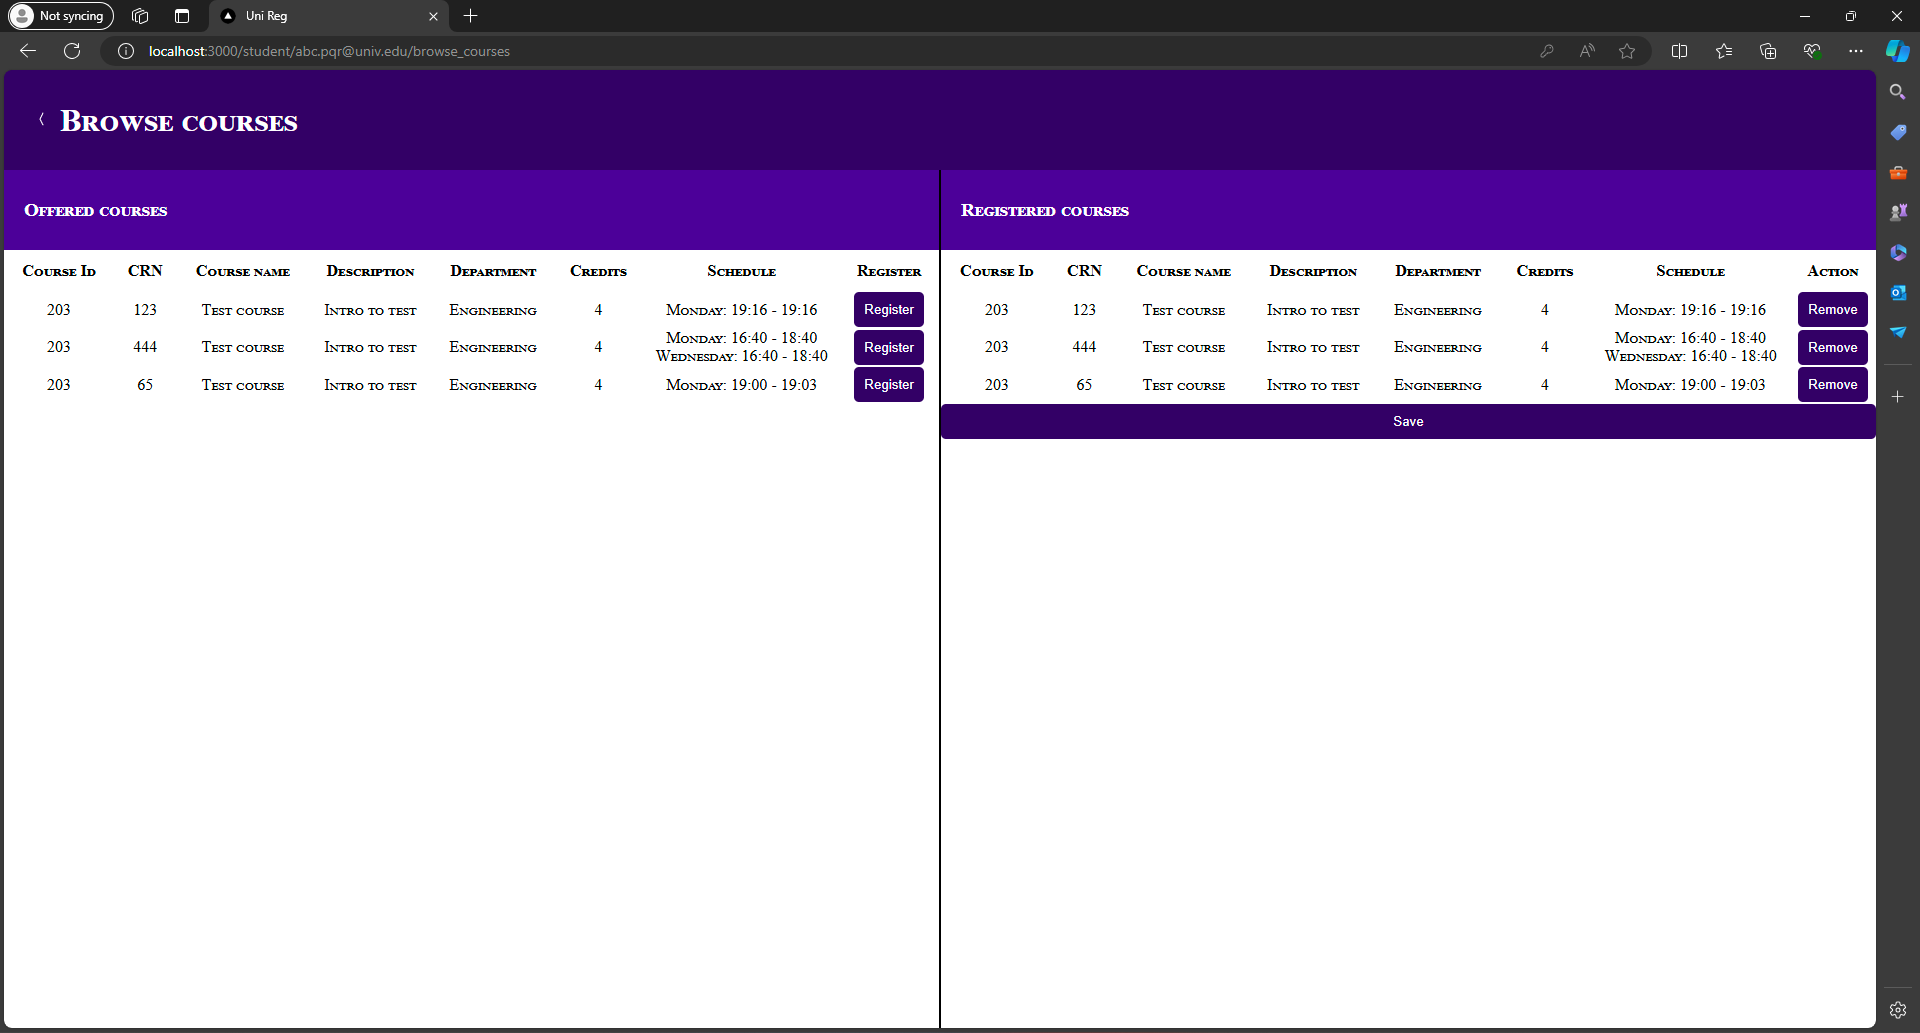 Not syncing
Uni Reg
localhost:3000/student/abc.pqr@univ.edu/browse_courses
Browse courses
Offered courses
Course Id CRN Course name Description Department Credits Schedule Register
203 123 Test course Intro to test Engineering 4 Monday: 19:16 - 19:16 Register
203 444 Test course Intro to test Engineering 4 Monday: 16:40 - 18:40
Wednesday: 16:40 - 18:40 Register
203 65 Test course Intro to test Engineering 4 Monday: 19:00 - 19:03 Register
Registered courses
Course Id CRN Course name Description Department Credits Schedule Action
203 123 Test course Intro to test Engineering 4 Monday: 19:16 - 19:16 Remove
203 444 Test course Intro to test Engineering 4 Monday: 16:40 - 18:40
Wednesday: 16:40 - 18:40 Remove
203 65 Test course Intro to test Engineering 4 Monday: 19:00 - 19:03 Remove
Save